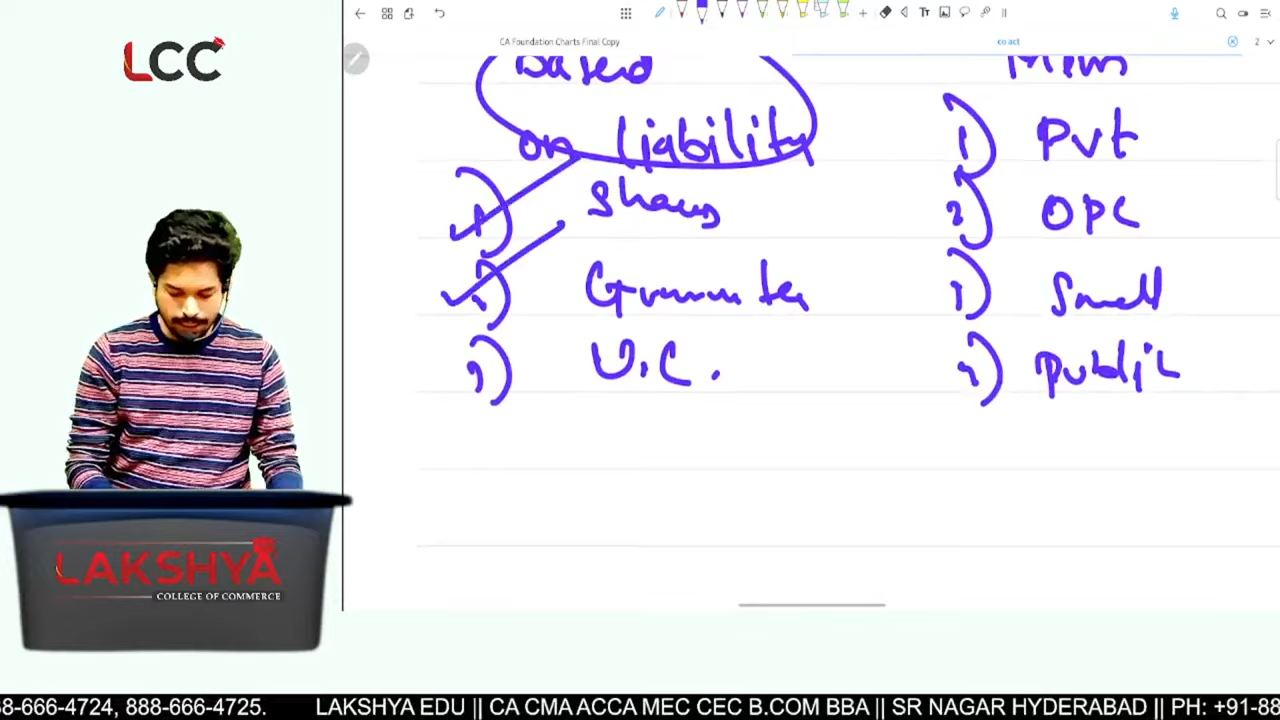 LCC
CA Foundation Charts Final Copy
co act
2
Based
on Liability
1) Shares
2) Guarantee
3) U.C.
Mem
1) Pvt
2) OPC
3) Small
4) Public
LAKSHYA
COLLEGE OF COMMERCE
8-666-4724, 888-666-4725. LAKSHYA EDU || CA CMA ACCA MEC CEC B.COM BBA || SR NAGAR HYDERABAD || PH: +91-88